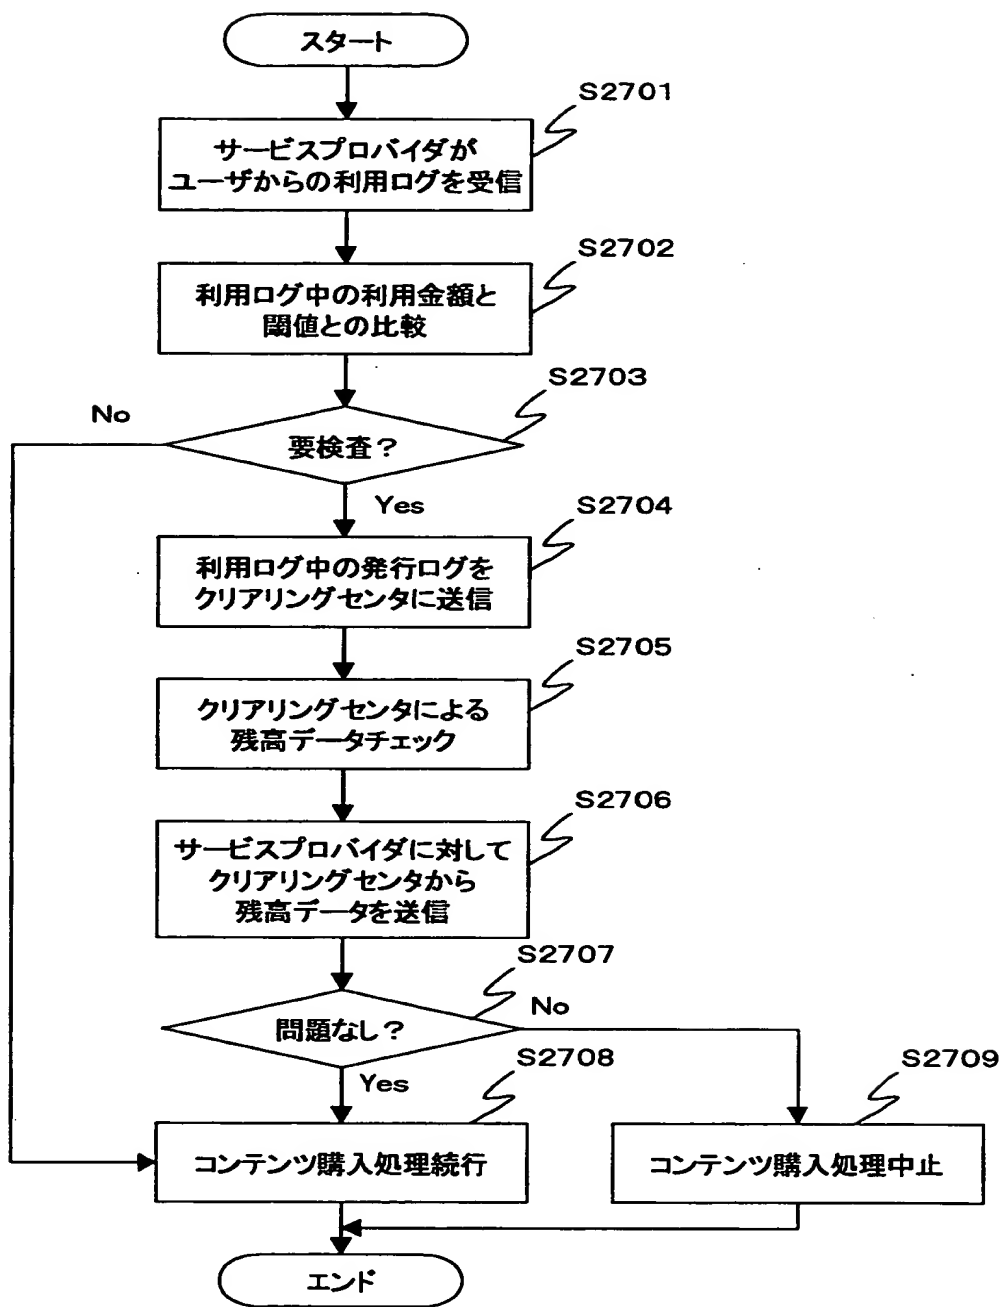 スタート
S2701
サービスプロバイダが
ユーザからの利用ログを受信
S2702
利用ログ中の利用金額と
閾値との比較
S2703
No
要検査?
Yes
S2704
利用ログ中の発行ログを
クリアリングセンタに送信
S2705
クリアリングセンタによる
残高データチェック
S2706
サービスプロバイダに対して
クリアリングセンタから
残高データを送信
S2707
No
問題なし?
Yes
S2708
S2709
コンテンツ購入処理続行
コンテンツ購入処理中止
エンド